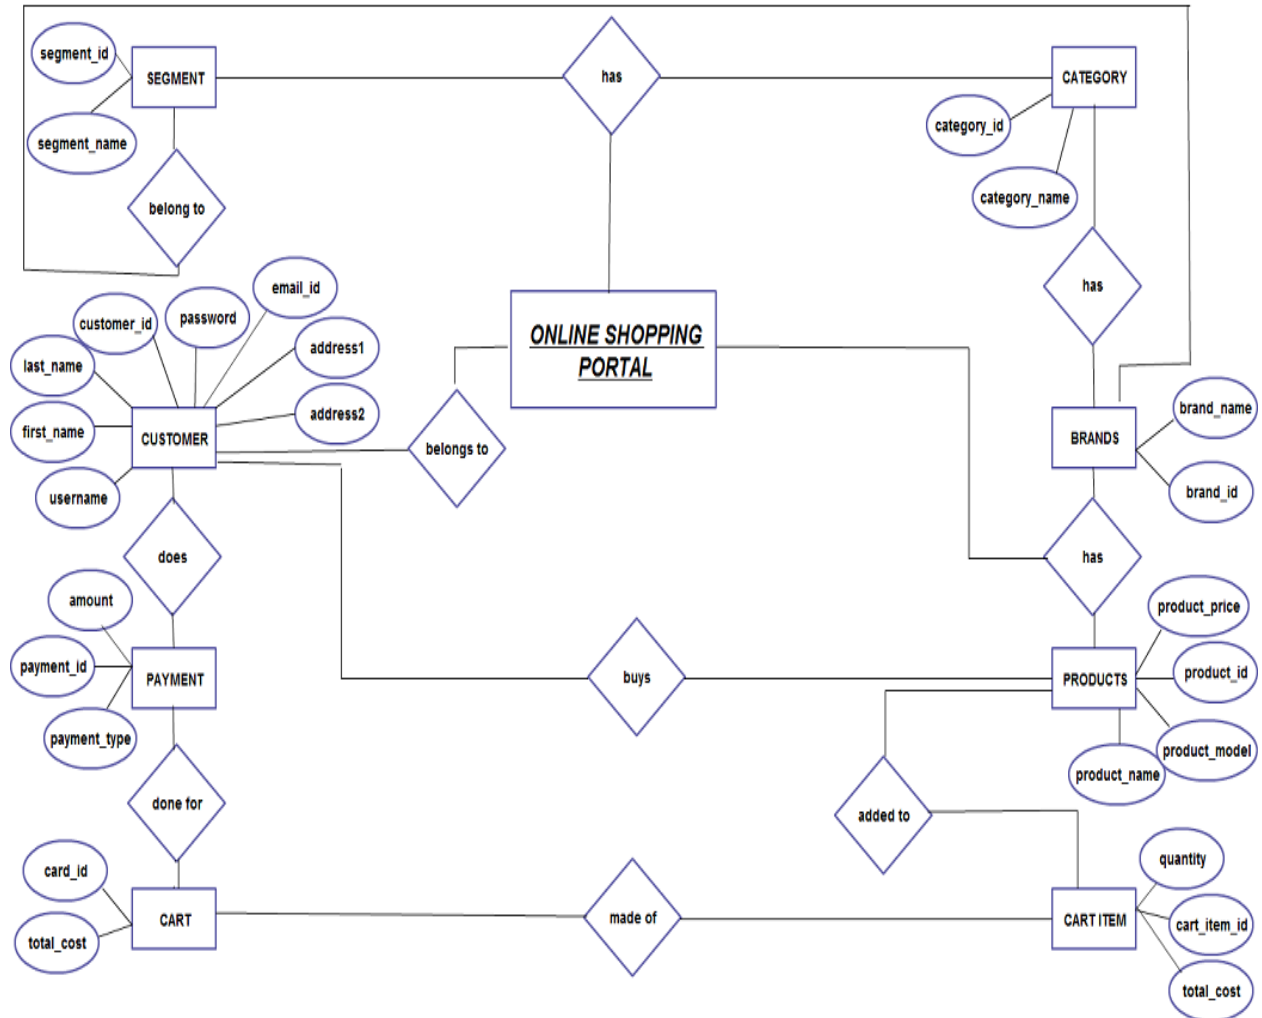 segment_id
SEGMENT
has
CATEGORY
segment_name
category_id
category_name
belong to
has
email_id
password
customer_id
ONLINE SHOPPING
PORTAL
address1
last_name
address2
brand_name
first_name
CUSTOMER
belongs to
BRANDS
username
brand_id
does
has
amount
product_price
payment_id
PAYMENT
buys
PRODUCTS
product_id
payment_type
product_model
product_name
done for
added to
card_id
quantity
CART
made of
CART ITEM
cart_item_id
total_cost
total_cost